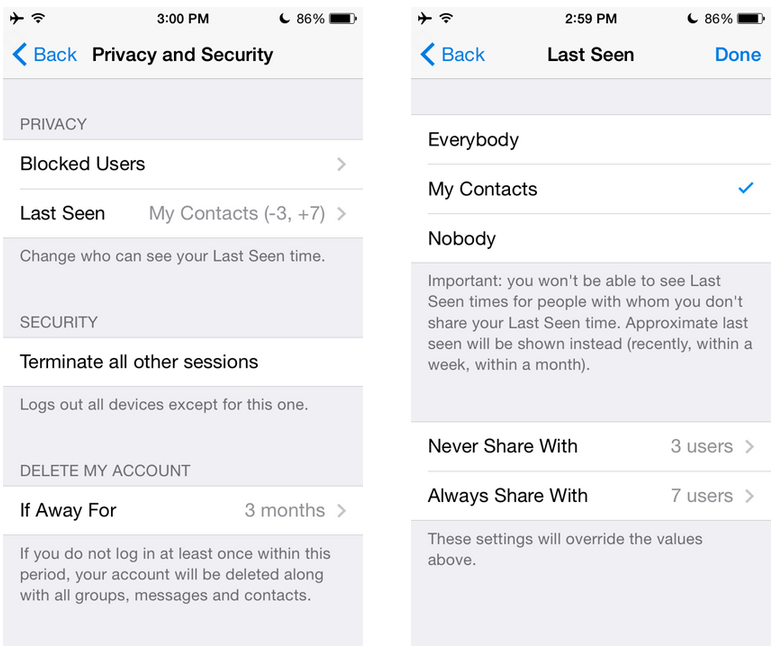 3:00 PM
86%
Back
Privacy and Security
PRIVACY
Blocked Users
Last Seen My Contacts (-3, +7)
Change who can see your Last Seen time.
SECURITY
Terminate all other sessions
Logs out all devices except for this one.
DELETE MY ACCOUNT
If Away For 3 months
If you do not log in at least once within this
period, your account will be deleted along
with all groups, messages and contacts.
2:59 PM
86%
Back
Last Seen
Done
Everybody
My Contacts
Nobody
Important: you won't be able to see Last
Seen times for people with whom you don't
share your Last Seen time. Approximate last
seen will be shown instead (recently, within a
week, within a month).
Never Share With 3 users
Always Share With 7 users
These settings will override the values
above.